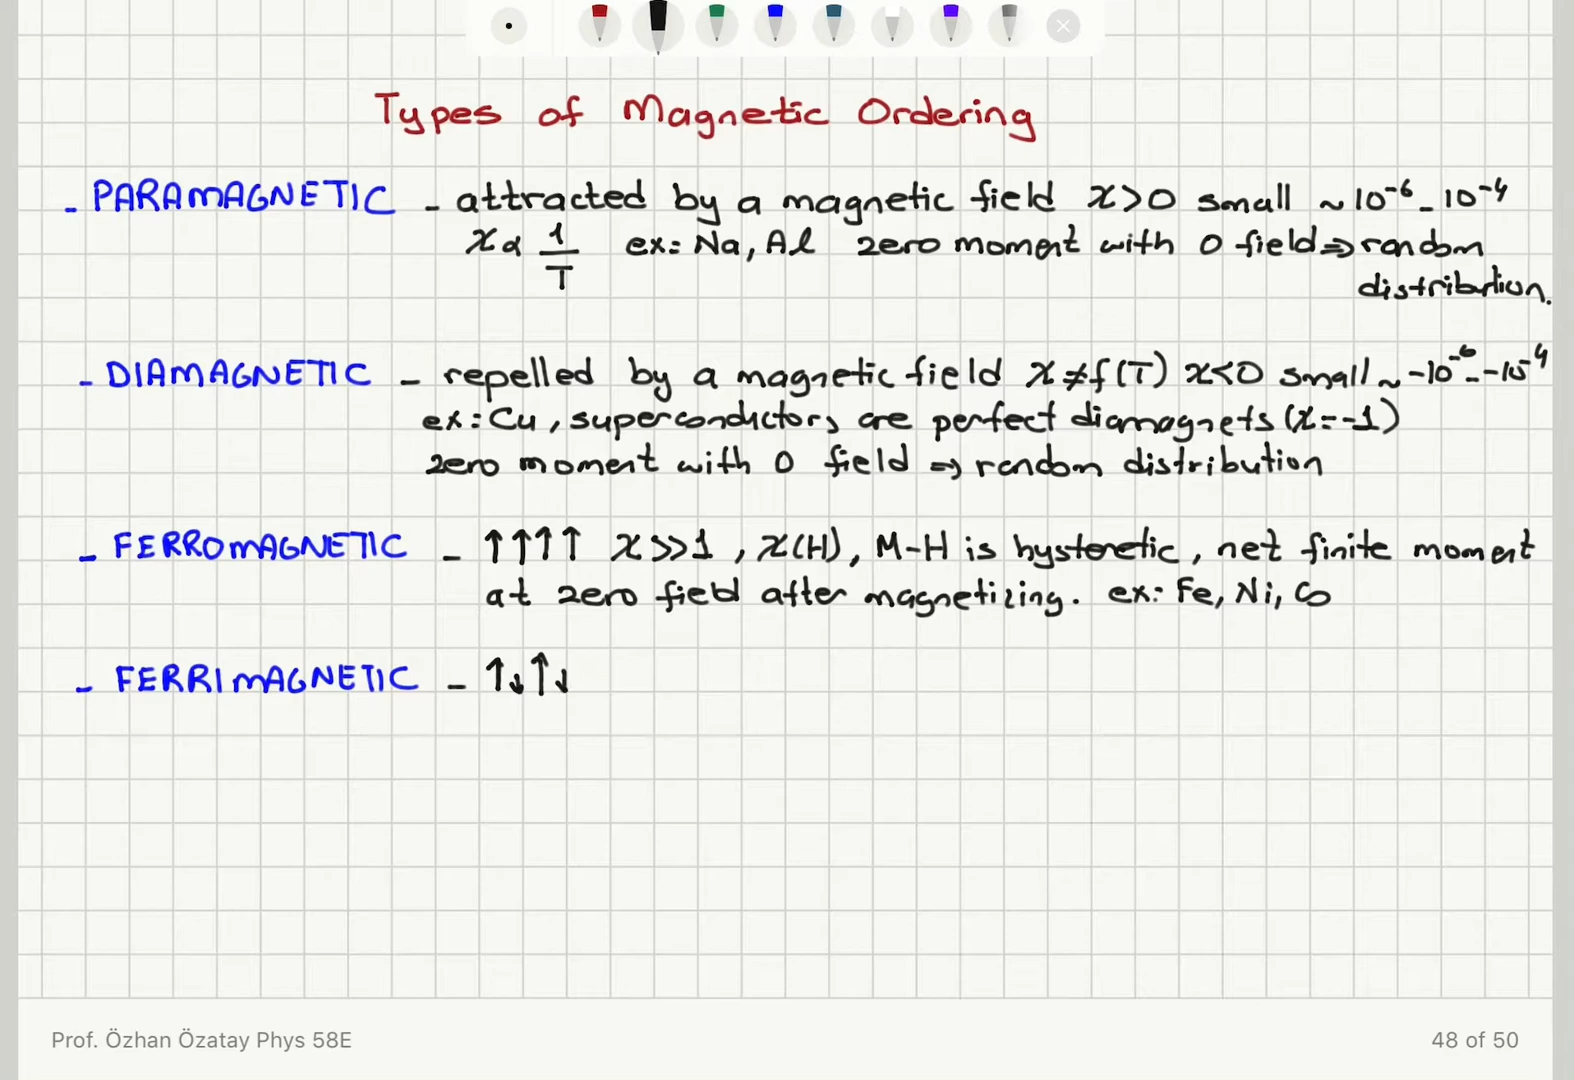 Types of Magnetic Ordering
- PARAMAGNETIC - attracted by a magnetic field χ>0 small ~10⁻⁶ - 10⁻⁴
χ α 1/T ex: Na, Al zero moment with 0 field ⇒ random
distribution.
- DIAMAGNETIC - repelled by a magnetic field χ≠f(T) χ<0 small ~ -10⁻⁶ - -10⁻⁴
ex: Cu, superconductors are perfect diamagnets (χ=-1)
zero moment with 0 field ⇒ random distribution
- FERROMAGNETIC - ↑↑↑↑ χ>>1, χ(H), M-H is hysteretic, net finite moment
at zero field after magnetizing. ex: Fe, Ni, Co
- FERRIMAGNETIC - ↑↓↑↓
Prof. Özhan Özatay Phys 58E
48 of 50